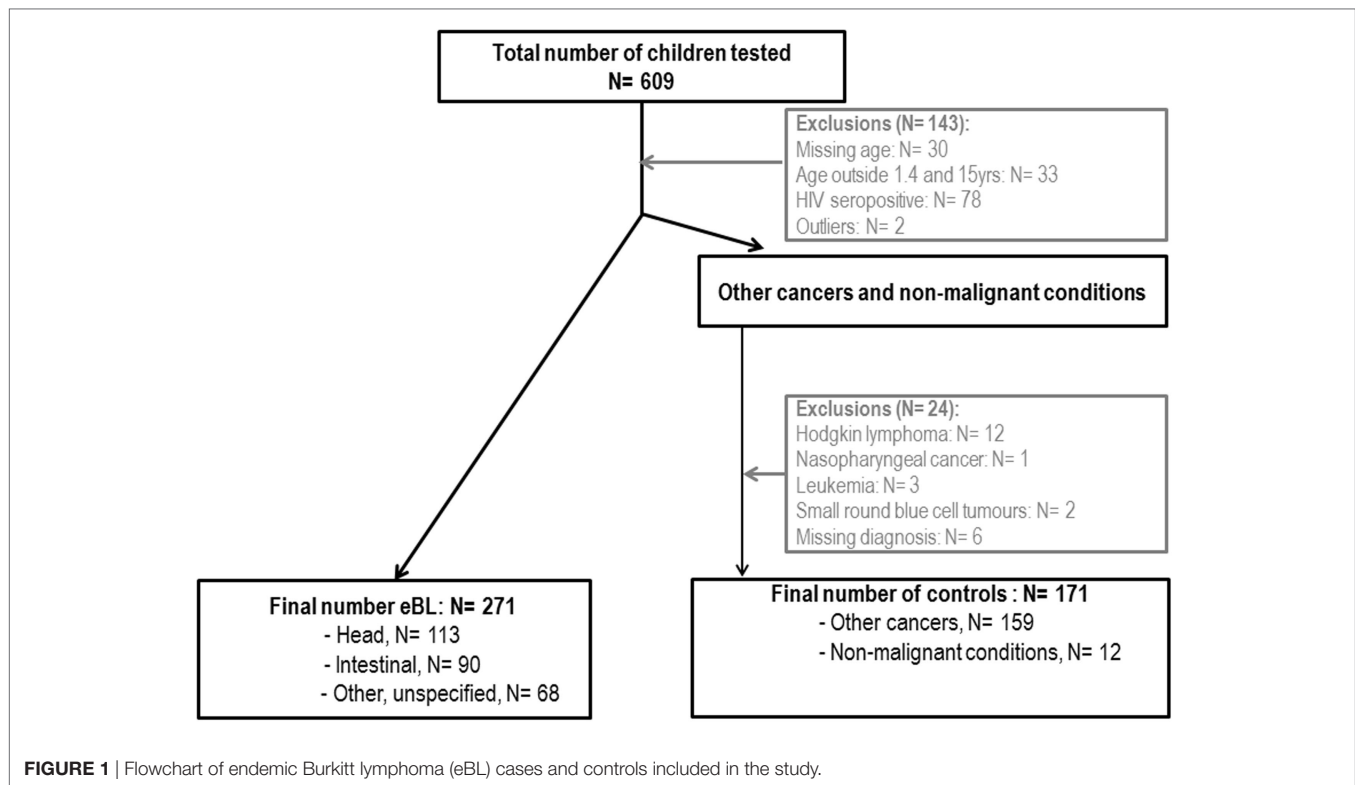 Total number of children tested
N= 609
Exclusions (N= 143):
Missing age: N= 30
Age outside 1.4 and 15yrs: N= 33
HIV seropositive: N= 78
Outliers: N= 2
Other cancers and non-malignant conditions
Exclusions (N= 24):
Hodgkin lymphoma: N= 12
Nasopharyngeal cancer: N= 1
Leukemia: N= 3
Small round blue cell tumours: N= 2
Missing diagnosis: N= 6
Final number eBL: N= 271
- Head, N= 113
- Intestinal, N= 90
- Other, unspecified, N= 68
Final number of controls : N= 171
- Other cancers, N= 159
- Non-malignant conditions, N= 12
FIGURE 1 | Flowchart of endemic Burkitt lymphoma (eBL) cases and controls included in the study.